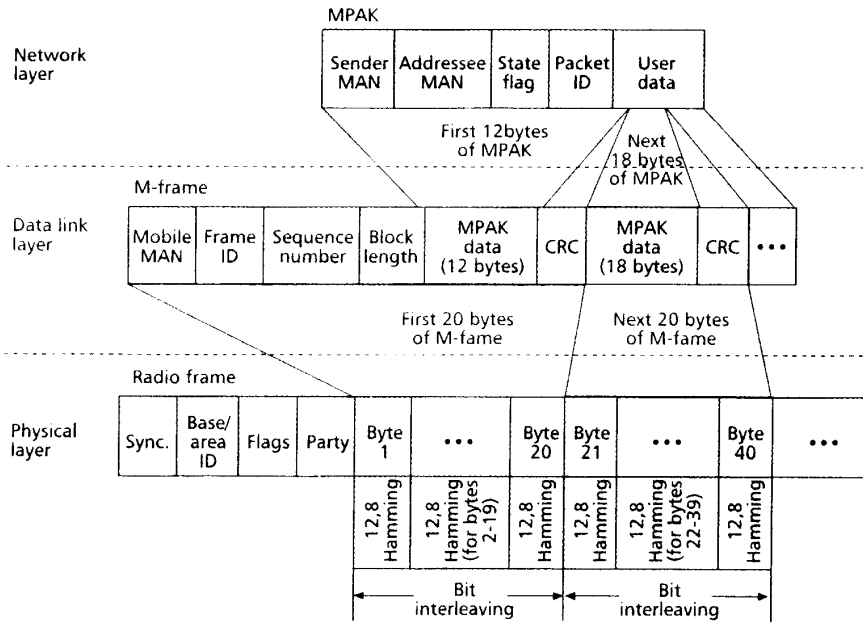 MPAK
Network
layer
Sender
MAN
Addressee
MAN
State
flag
Packet
ID
User
data
First 12bytes
of MPAK
Next
18 bytes
of MPAK
M-frame
Data link
layer
Mobile
MAN
Frame
ID
Sequence
number
Block
length
MPAK
data
(12 bytes)
CRC
MPAK
data
(18 bytes)
CRC
•••
First 20 bytes
of M-fame
Next 20 bytes
of M-fame
Radio frame
Physical
layer
Sync.
Base/
area
ID
Flags
Party
Byte
1
•••
Byte
20
Byte
21
•••
Byte
40
•••
12,8
Hamming
12,8
Hamming
(for bytes
2-19)
12,8
Hamming
12,8
Hamming
12,8
Hamming
(for bytes
22-39)
12,8
Hamming
Bit
interleaving
Bit
interleaving